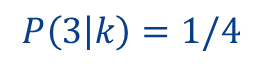 P(3|k) = 1/4